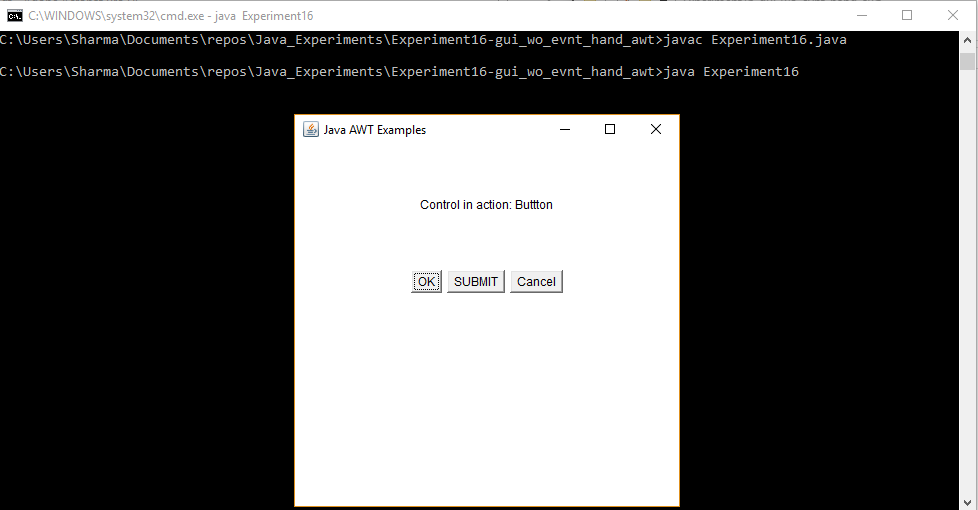 C:\WINDOWS\system32\cmd.exe - java Experiment16
C:\Users\Sharma\Documents\repos\Java_Experiments\Experiment16-gui_wo_evnt_hand_awt>javac Experiment16.java
C:\Users\Sharma\Documents\repos\Java_Experiments\Experiment16-gui_wo_evnt_hand_awt>java Experiment16
Java AWT Examples
Control in action: Buttton
OK SUBMIT Cancel